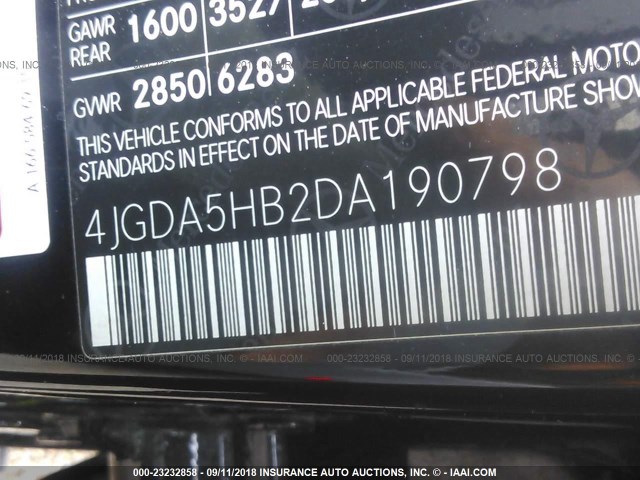 GAWR REAR 1600 3527
GVWR 2850 6283
THIS VEHICLE CONFORMS TO ALL APPLICABLE FEDERAL MOTO
STANDARDS IN EFFECT ON THE DATE OF MANUFACTURE SHOW
4JGDA5HB2DA190798
000-23232858 - 09/11/2018 INSURANCE AUTO AUCTIONS, INC. - © IAAI.COM